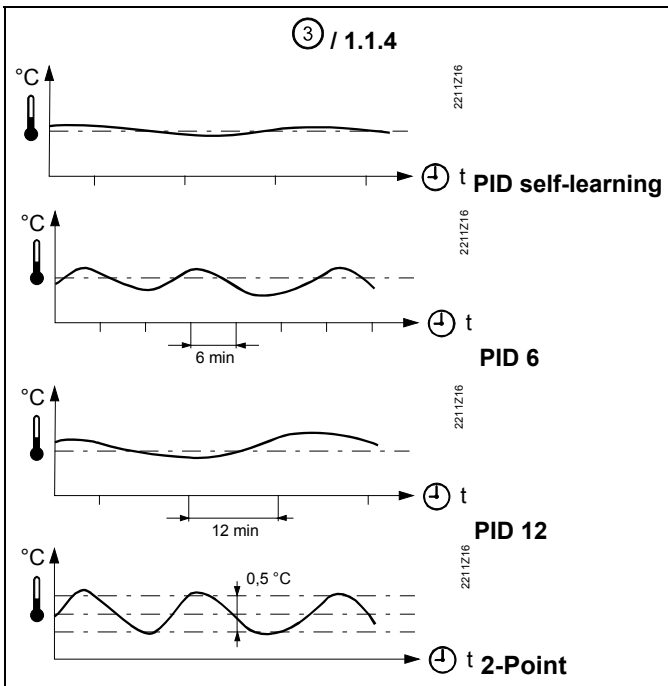 ③ / 1.1.4
°C
2211Z16
t PID self-learning
°C
2211Z16
t
6 min
PID 6
°C
2211Z16
t
12 min
PID 12
°C
2211Z16
0,5 °C
t 2-Point